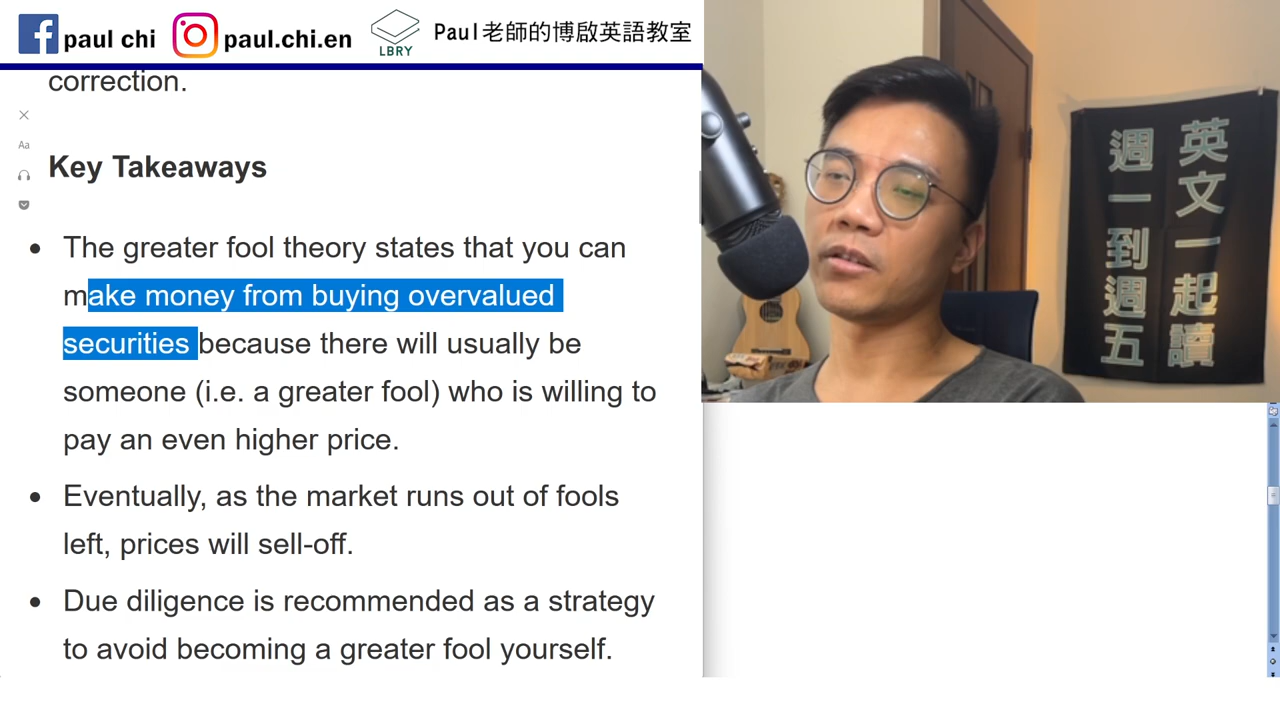 paul chi
paul.chi.en
LBRY
Paul老師的博啟英語教室
correction.
Aa
Key Takeaways
The greater fool theory states that you can
make money from buying overvalued
securities because there will usually be
someone (i.e. a greater fool) who is willing to
pay an even higher price.
Eventually, as the market runs out of fools
left, prices will sell-off.
Due diligence is recommended as a strategy
to avoid becoming a greater fool yourself.
英文一起讀
週一到週五